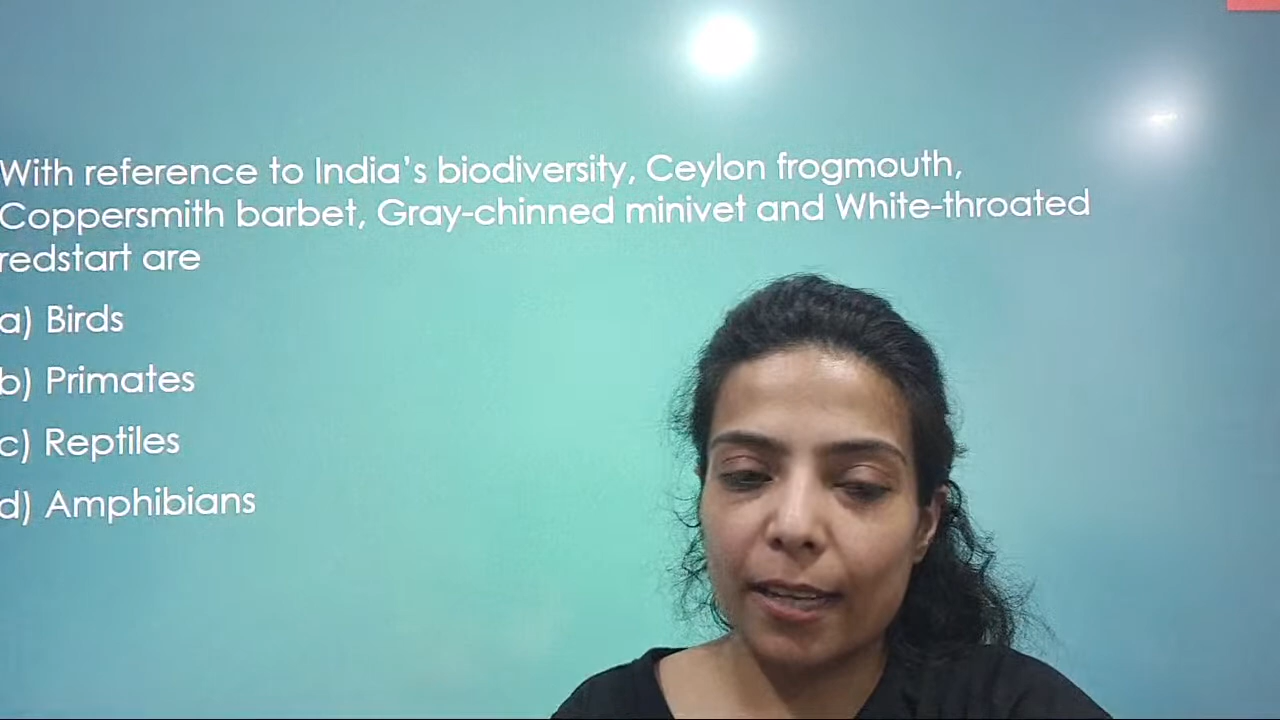 With reference to India's biodiversity, Ceylon frogmouth,
Coppersmith barbet, Gray-chinned minivet and White-throated
redstart are
a) Birds
b) Primates
c) Reptiles
d) Amphibians